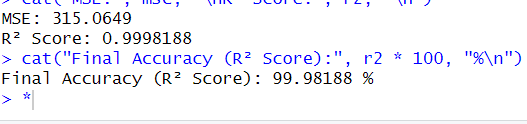 MSE: 315.0649
R² Score: 0.9998188
> cat("Final Accuracy (R² Score):", r2 * 100, "%\n")
Final Accuracy (R² Score): 99.98188 %
> *